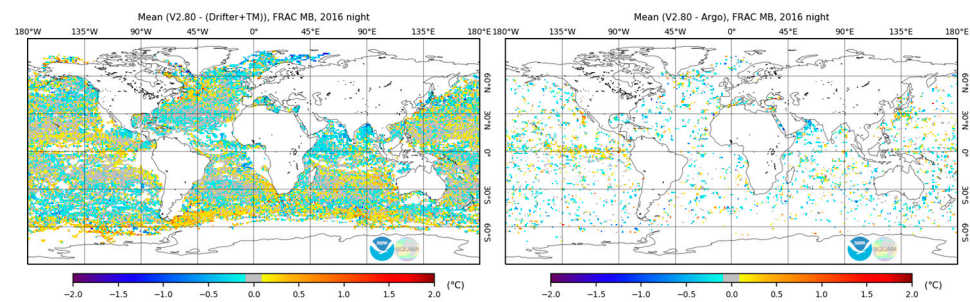 Mean (V2.80 - (Drifter+TM)), FRAC MB, 2016 night
180°W 135°W 90°W 45°W 0° 45°E 90°E 135°E 180°E
60°N
30°N
0°
30°S
60°S
NOAA SQUAM
−2.0 −1.5 −1.0 −0.5 0.0 0.5 1.0 1.5 2.0 (°C)
Mean (V2.80 - Argo), FRAC MB, 2016 night
180°W 135°W 90°W 45°W 0° 45°E 90°E 135°E 180°E
60°N
30°N
0°
30°S
60°S
NOAA SQUAM
−2.0 −1.5 −1.0 −0.5 0.0 0.5 1.0 1.5 2.0 (°C)